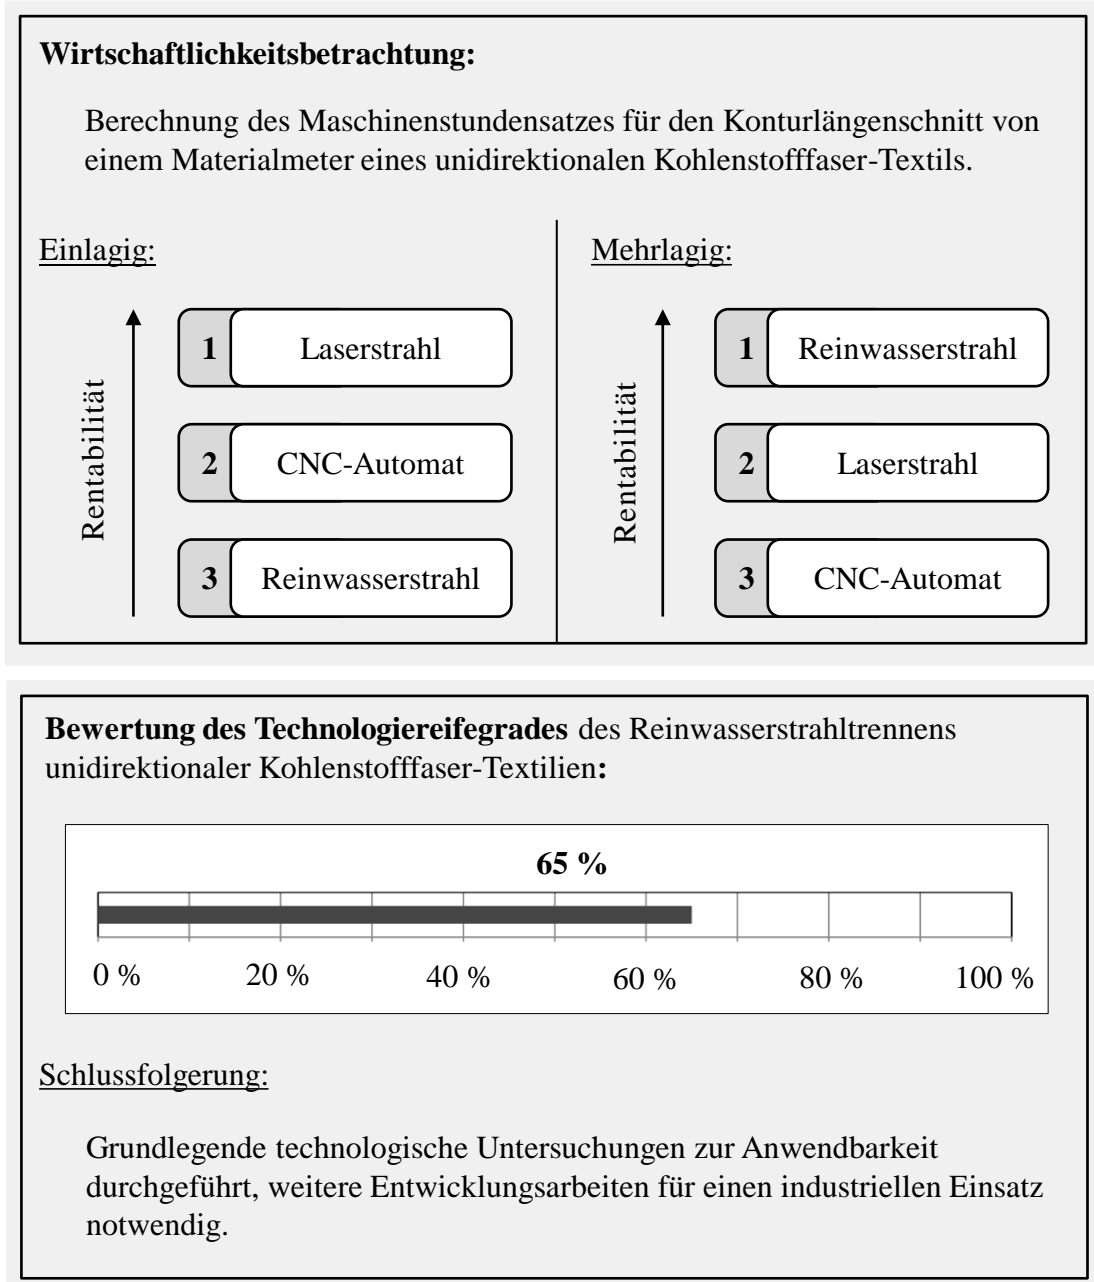 Wirtschaftlichkeitsbetrachtung:
Berechnung des Maschinenstundensatzes für den Konturlängenschnitt von
einem Materialmeter eines unidirektionalen Kohlenstofffaser-Textils.
Einlagig:
Rentabilität
1 Laserstrahl
2 CNC-Automat
3 Reinwasserstrahl
Mehrlagig:
Rentabilität
1 Reinwasserstrahl
2 Laserstrahl
3 CNC-Automat
Bewertung des Technologiereifegrades des Reinwasserstrahltrennens
unidirektionaler Kohlenstofffaser-Textilien:
65 %
0 % 20 % 40 % 60 % 80 % 100 %
Schlussfolgerung:
Grundlegende technologische Untersuchungen zur Anwendbarkeit
durchgeführt, weitere Entwicklungsarbeiten für einen industriellen Einsatz
notwendig.